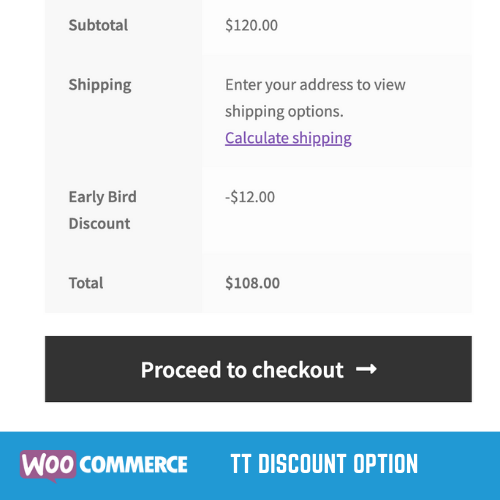 Subtotal $120.00
Shipping Enter your address to view
shipping options.
Calculate shipping
Early Bird -$12.00
Discount
Total $108.00
Proceed to checkout →
WOO COMMERCE TT DISCOUNT OPTION